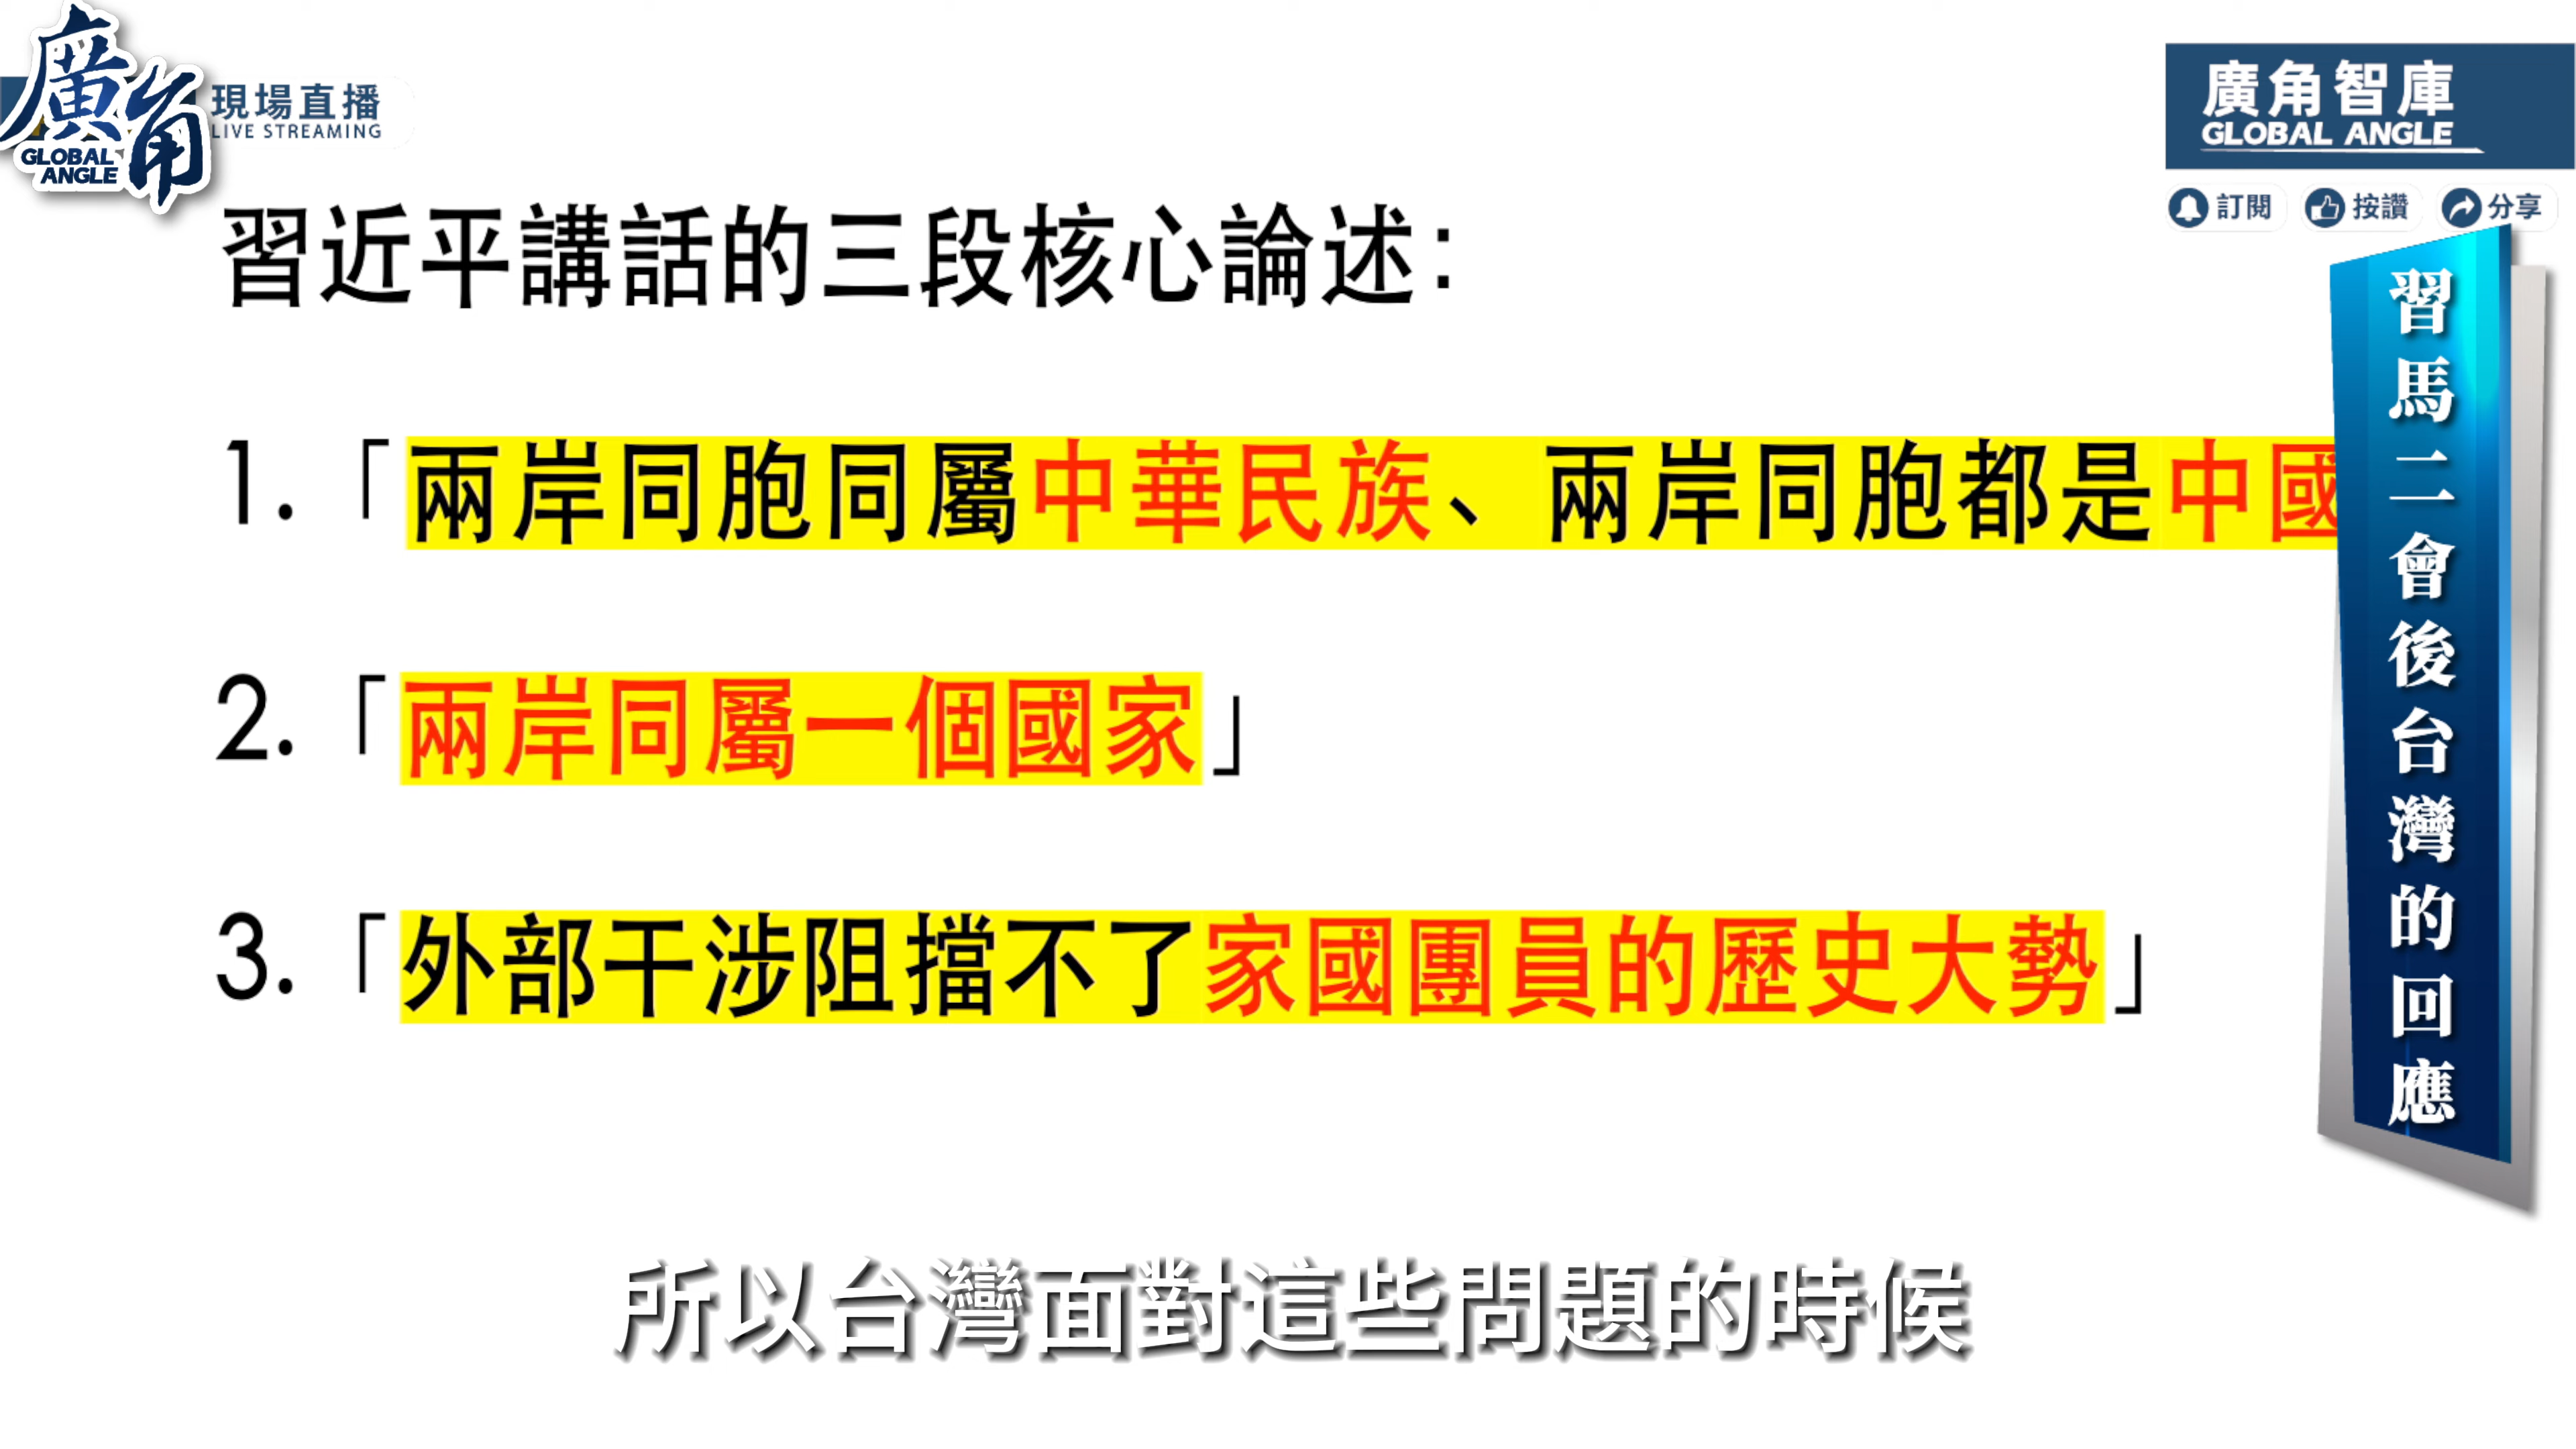 廣角
GLOBAL
ANGLE
現場直播
LIVE STREAMING
廣角智庫
GLOBAL ANGLE
訂閱 按讚 分享
習近平講話的三段核心論述：
1.「兩岸同胞同屬中華民族、兩岸同胞都是中國
2.「兩岸同屬一個國家」
3.「外部干涉阻擋不了家國團員的歷史大勢」
習馬二會後台灣的回應
所以台灣面對這些問題的時候